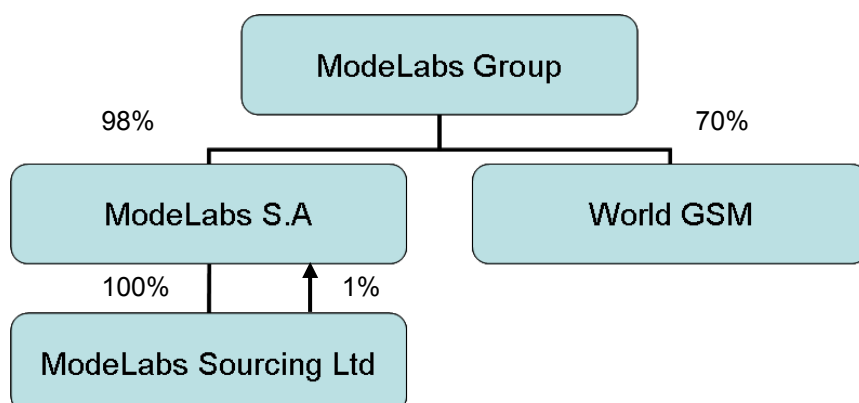 ModeLabs Group
98%
70%
ModeLabs S.A
World GSM
100%
1%
ModeLabs Sourcing Ltd